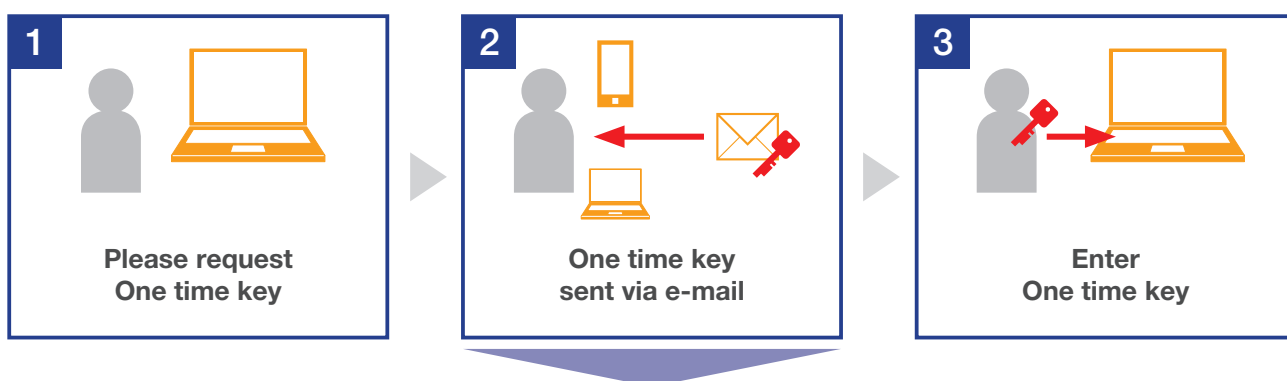 1
Please request
One time key
2
One time key
sent via e-mail
3
Enter
One time key